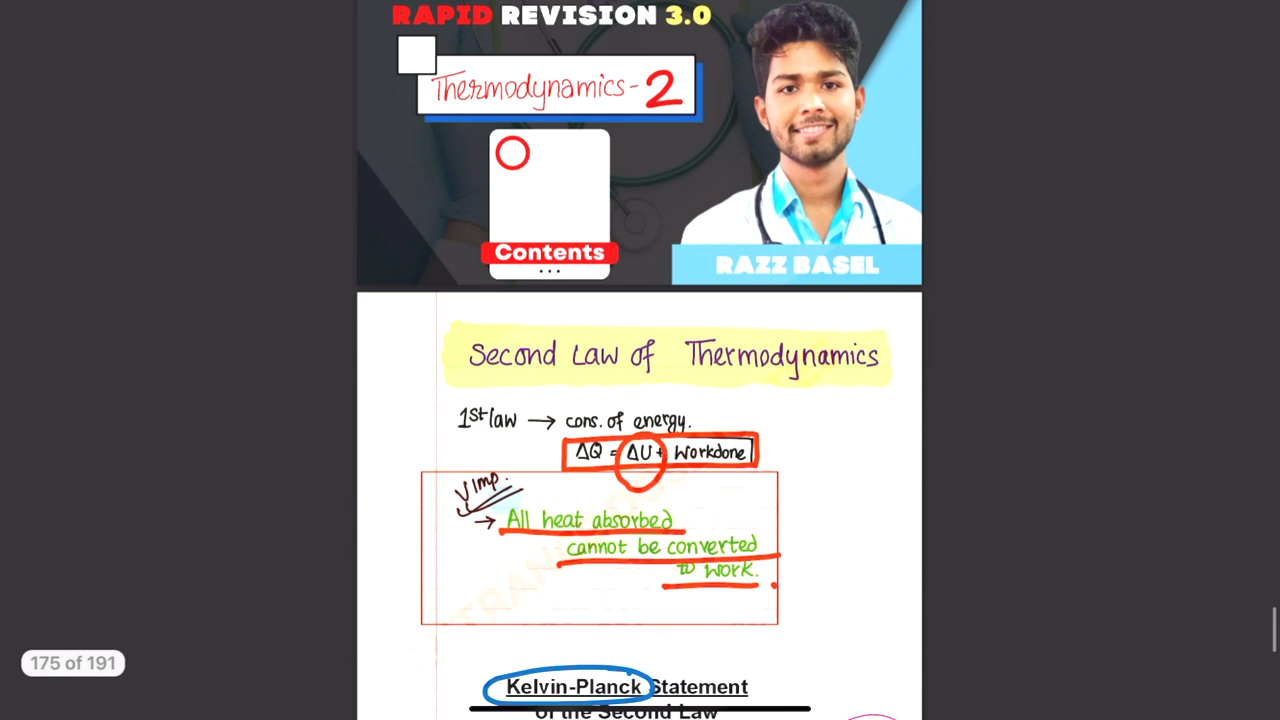 RAPID REVISION 3.0
Thermodynamics-2
Contents
RAZZ BASEL
Second Law of Thermodynamics
1st law → cons. of energy.
ΔQ = ΔU + Workdone
V Imp.
→ All heat absorbed
cannot be converted
to work.
175 of 191
Kelvin-Planck Statement
of the Second Law